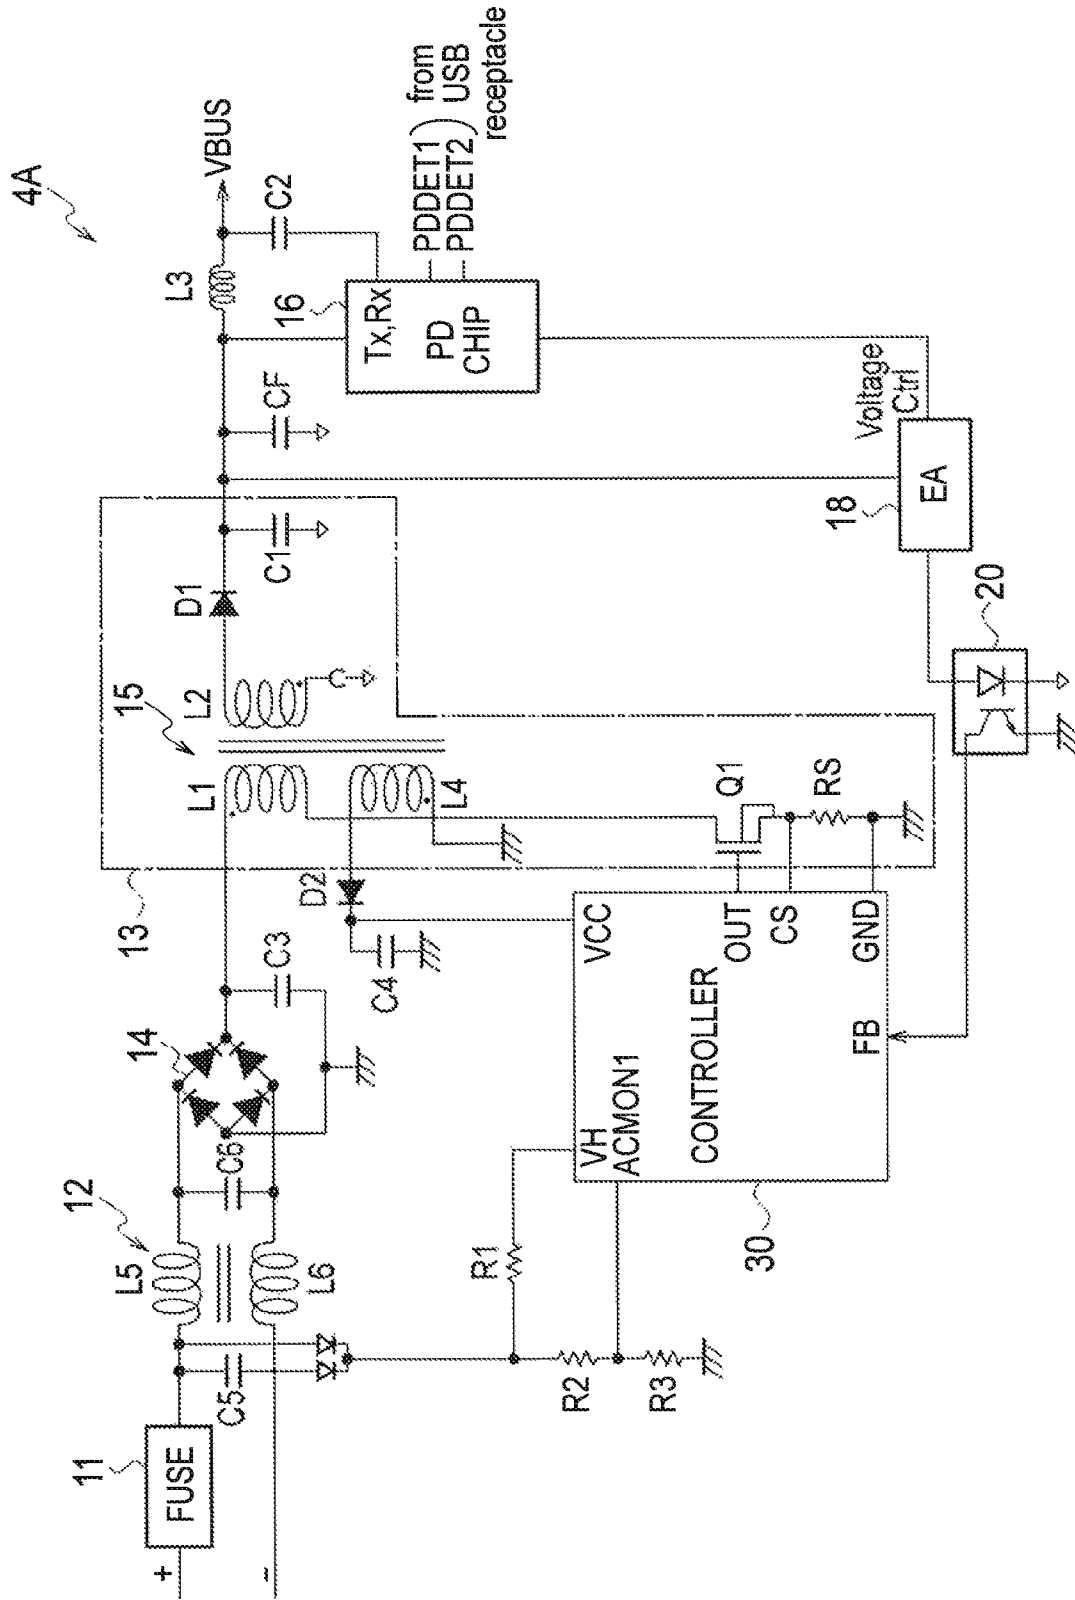 4A
+
-
11
FUSE
C5
L5
12
L6
C6
14
C3
13
L1
15
L2
D1
C1
CF
L3
VBUS
C2
16
Tx,Rx
PD
CHIP
PDDET1
PDDET2
from
USB
receptacle
D2
C4
L4
Q1
RS
R1
R2
R3
VH
ACMON1
VCC
OUT
CS
GND
FB
CONTROLLER
30
Voltage
Ctrl
18
EA
20